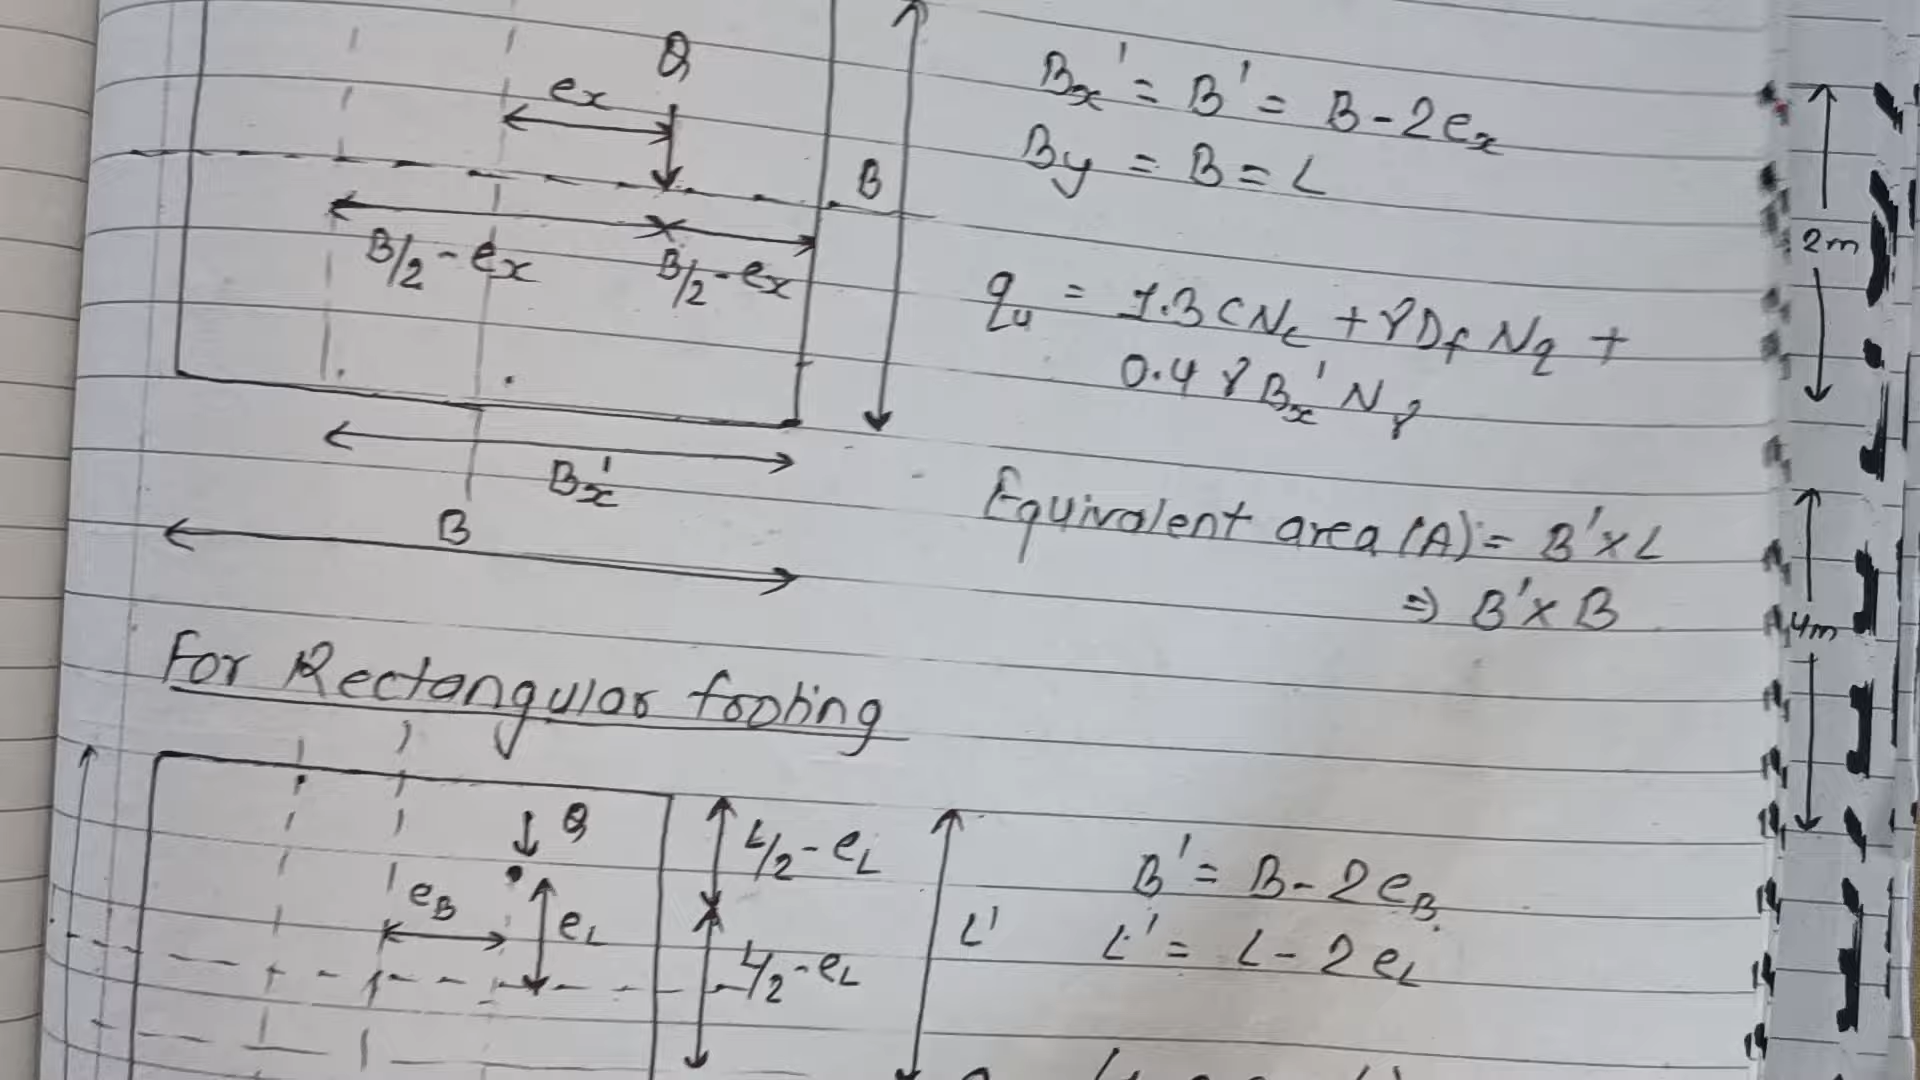 Q
ex
Bx' = B' = B - 2ex
By = B = L
B
B/2 - ex
B/2 - ex
2m
qu = 1.3 CNc + γDf Nq +
0.4 γ Bx' Nγ
Bx'
B
Equivalent area (A) = B' x L
⇒ B' x B
4m
For Rectangular footing
Q
L/2 - eL
eB
eL
B' = B - 2eB
L'
L' = L - 2eL
L/2 - eL